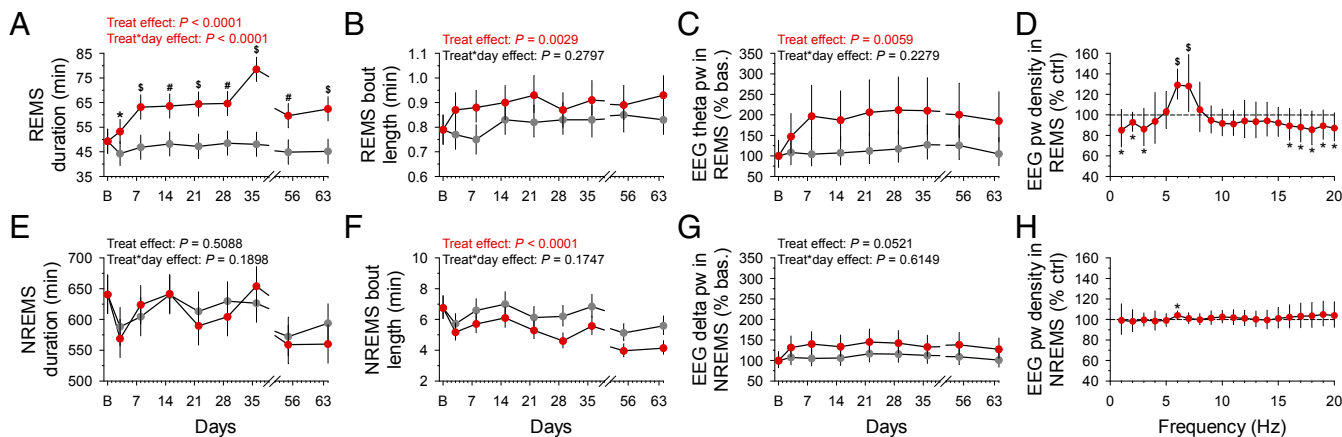 A
Treat effect: P < 0.0001
Treat*day effect: P < 0.0001
REMS
duration (min)
85
75
65
55
45
35
B 7 14 21 28 35 56 63
* $ # $ # $ # $
B
Treat effect: P = 0.0029
Treat*day effect: P = 0.2797
REMS bout
length (min)
1.2
1.1
1.0
0.9
0.8
0.7
0.6
B 7 14 21 28 35 56 63
C
Treat effect: P = 0.0059
Treat*day effect: P = 0.2279
EEG theta pw in
REMS (% bas.)
350
300
250
200
150
100
50
B 7 14 21 28 35 56 63
D
EEG pw density in
REMS (% ctrl)
160
140
120
100
80
60
40
$ $
* * * * * * * *
0 5 10 15 20
E
Treat effect: P = 0.5088
Treat*day effect: P = 0.1898
NREMS
duration (min)
700
650
600
550
500
B 7 14 21 28 35 56 63
Days
F
Treat effect: P < 0.0001
Treat*day effect: P = 0.1747
NREMS bout
length (min)
10
8
6
4
2
B 7 14 21 28 35 56 63
Days
G
Treat effect: P = 0.0521
Treat*day effect: P = 0.6149
EEG delta pw in
NREMS (% bas.)
350
300
250
200
150
100
50
B 7 14 21 28 35 56 63
Days
H
EEG pw density in
NREMS (% ctrl)
160
140
120
100
80
60
40
*
0 5 10 15 20
Frequency (Hz)